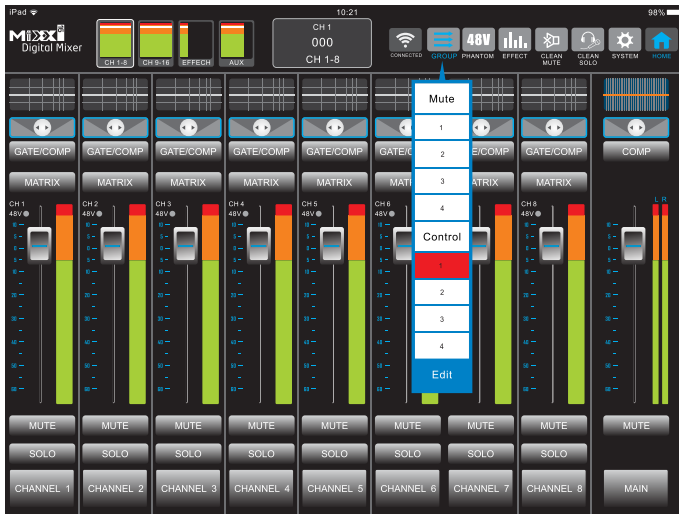 iPad 10:21 98%
Mixxx
Digital Mixer
CH 1-8 CH 9-16 EFFECH AUX
CH 1
000
CH 1-8
CONNECTED GROUP 48V PHANTOM EFFECT CLEAN MUTE CLEAN SOLO SYSTEM HOME
Mute
1
2
3
4
Control
1
2
3
4
Edit
GATE/COMP GATE/COMP GATE/COMP GATE/COMP GATE/COMP GATE/COMP COMP
MATRIX MATRIX MATRIX MATRIX MATRIX MATRIX
CH 1 CH 2 CH 3 CH 4 CH 5 CH 6 CH 8 L R
48V 48V 48V 48V 48V 48V 48V
MUTE MUTE MUTE MUTE MUTE MUTE MUTE MUTE MUTE
SOLO SOLO SOLO SOLO SOLO SOLO SOLO SOLO
CHANNEL 1 CHANNEL 2 CHANNEL 3 CHANNEL 4 CHANNEL 5 CHANNEL 6 CHANNEL 7 CHANNEL 8 MAIN